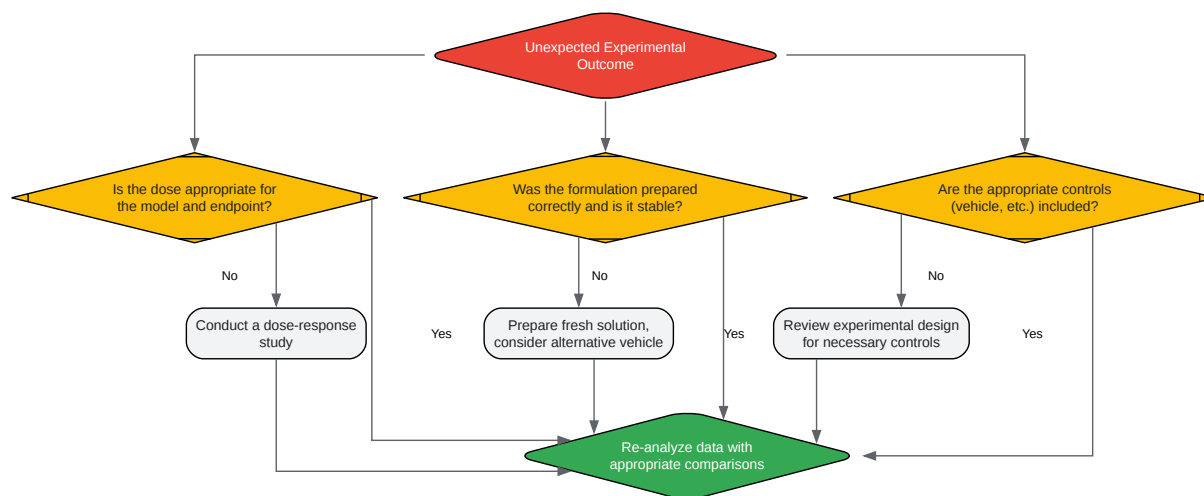 Unexpected Experimental
Outcome
Is the dose appropriate for
the model and endpoint?
Was the formulation prepared
correctly and is it stable?
Are the appropriate controls
(vehicle, etc.) included?
No
No
No
Conduct a dose-response
study
Yes
Prepare fresh solution,
consider alternative vehicle
Yes
Review experimental design
for necessary controls
Yes
Re-analyze data with
appropriate comparisons